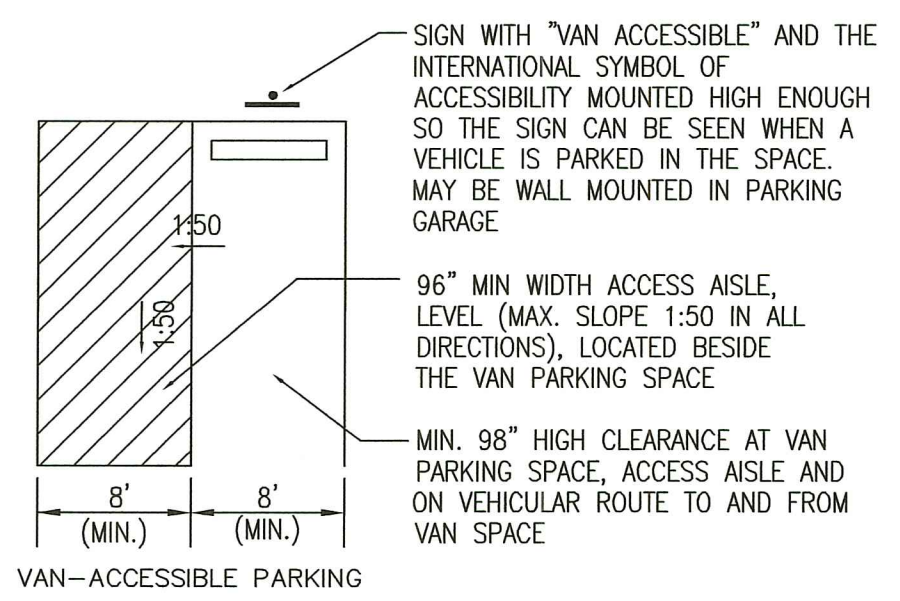 SIGN WITH "VAN ACCESSIBLE" AND THE
INTERNATIONAL SYMBOL OF
ACCESSIBILITY MOUNTED HIGH ENOUGH
SO THE SIGN CAN BE SEEN WHEN A
VEHICLE IS PARKED IN THE SPACE.
MAY BE WALL MOUNTED IN PARKING
GARAGE
1:50
1:50
96" MIN WIDTH ACCESS AISLE,
LEVEL (MAX. SLOPE 1:50 IN ALL
DIRECTIONS), LOCATED BESIDE
THE VAN PARKING SPACE
MIN. 98" HIGH CLEARANCE AT VAN
PARKING SPACE, ACCESS AISLE AND
ON VEHICULAR ROUTE TO AND FROM
VAN SPACE
8'
(MIN.)
8'
(MIN.)
VAN-ACCESSIBLE PARKING